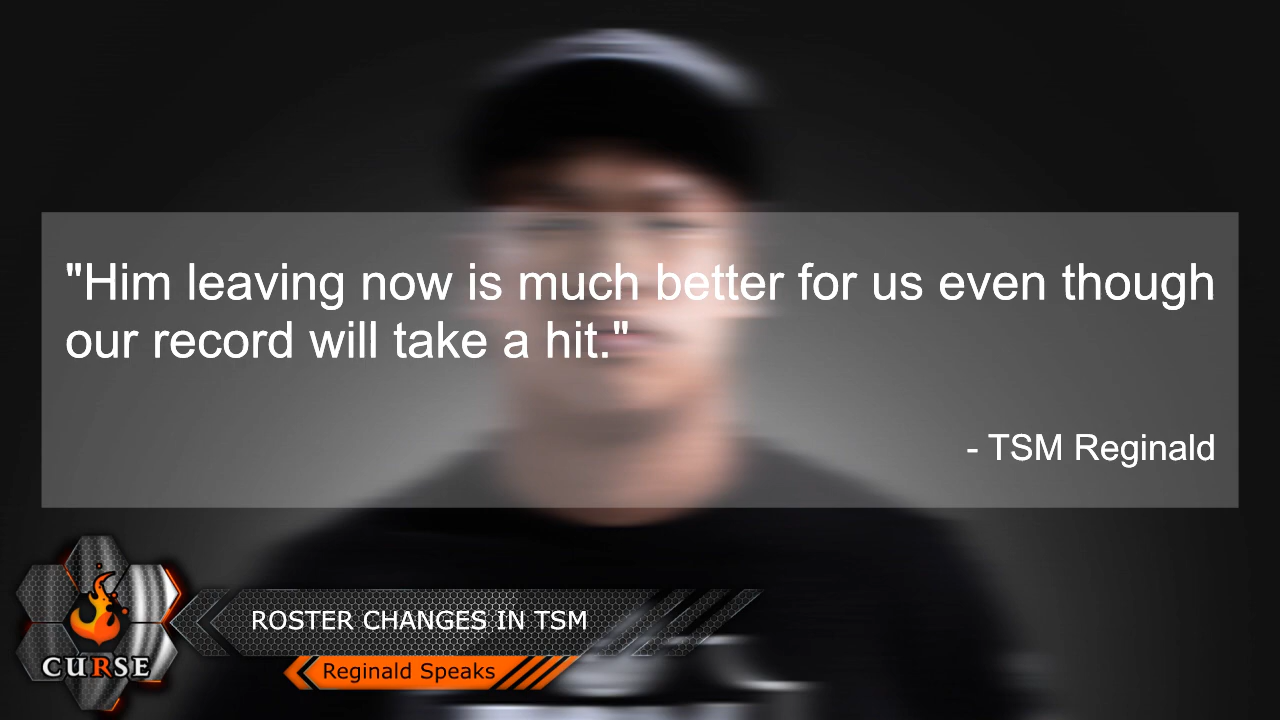 "Him leaving now is much better for us even though
our record will take a hit."
- TSM Reginald
ROSTER CHANGES IN TSM
Reginald Speaks
CURSE